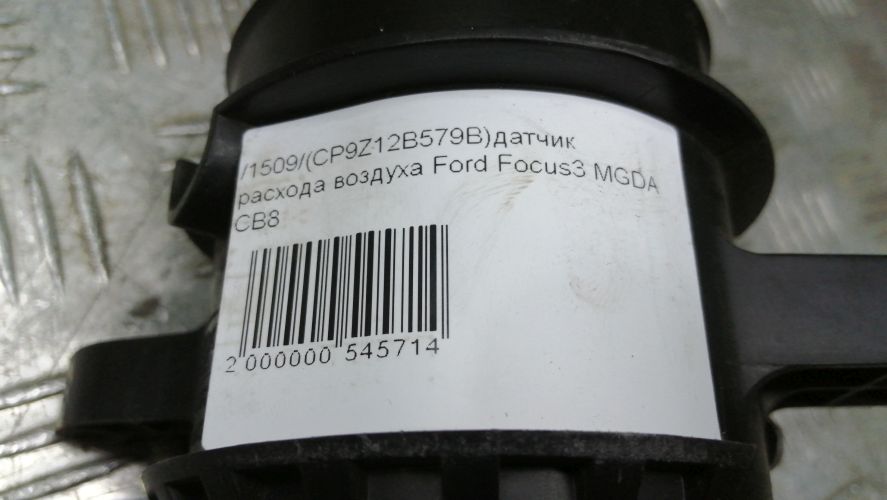 /1509/(CP9Z12B579B)датчик
расхода воздуха Ford Focus3 MGDA
CB8
2 000000 545714